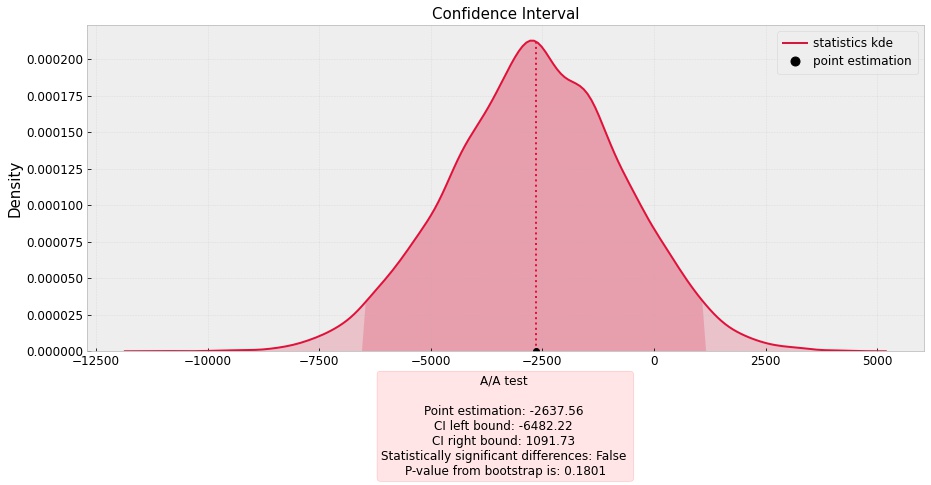 Confidence Interval
statistics kde
point estimation
Density
0.000200
0.000175
0.000150
0.000125
0.000100
0.000075
0.000050
0.000025
0.000000
−12500 −10000 −7500 −5000 −2500 0 2500 5000
A/A test
Point estimation: -2637.56
CI left bound: -6482.22
CI right bound: 1091.73
Statistically significant differences: False
P-value from bootstrap is: 0.1801